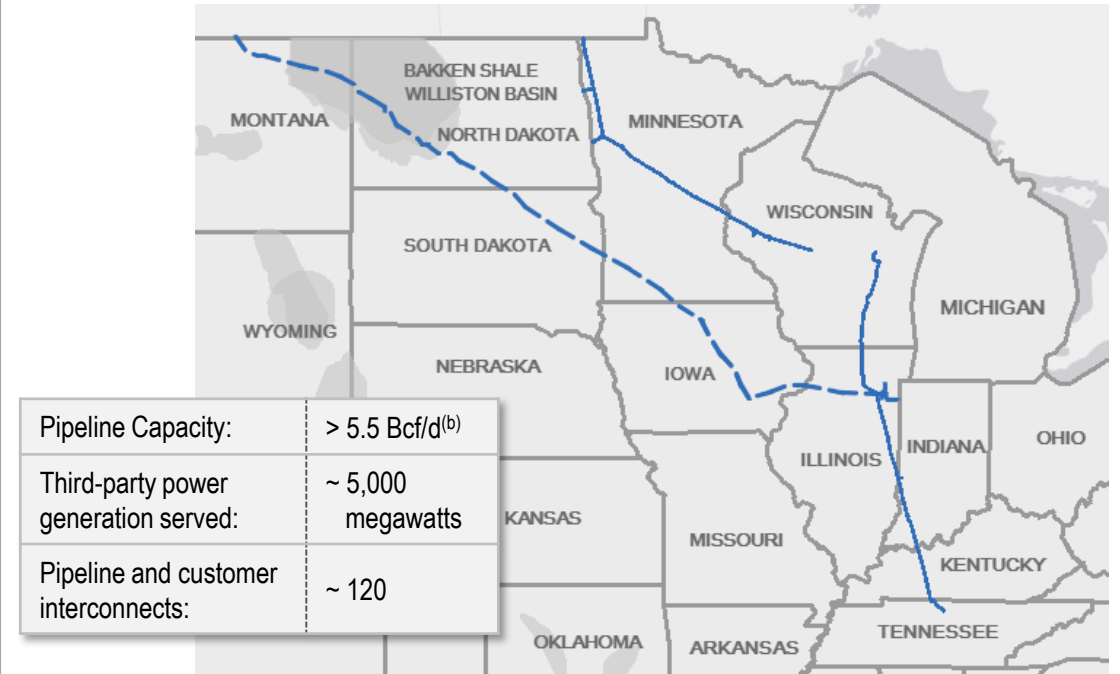 BAKKEN SHALE
WILLISTON BASIN
MONTANA
NORTH DAKOTA
MINNESOTA
WISCONSIN
SOUTH DAKOTA
MICHIGAN
WYOMING
NEBRASKA
IOWA
Pipeline Capacity: > 5.5 Bcf/d(b)
Third-party power
generation served:
~ 5,000
megawatts
Pipeline and customer
interconnects:
~ 120
ILLINOIS
INDIANA
OHIO
KANSAS
MISSOURI
KENTUCKY
OKLAHOMA
ARKANSAS
TENNESSEE